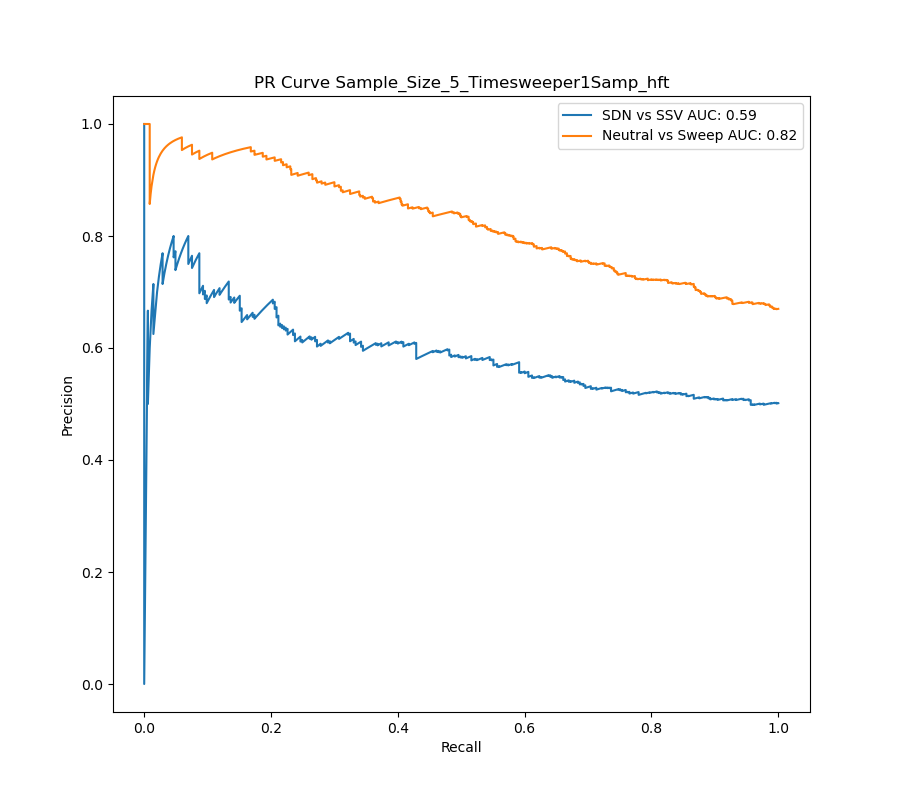 PR Curve Sample_Size_5_Timesweeper1Samp_hft
SDN vs SSV AUC: 0.59
Neutral vs Sweep AUC: 0.82
1.0
0.8
0.6
0.4
0.2
0.0
Precision
0.0 0.2 0.4 0.6 0.8 1.0
Recall